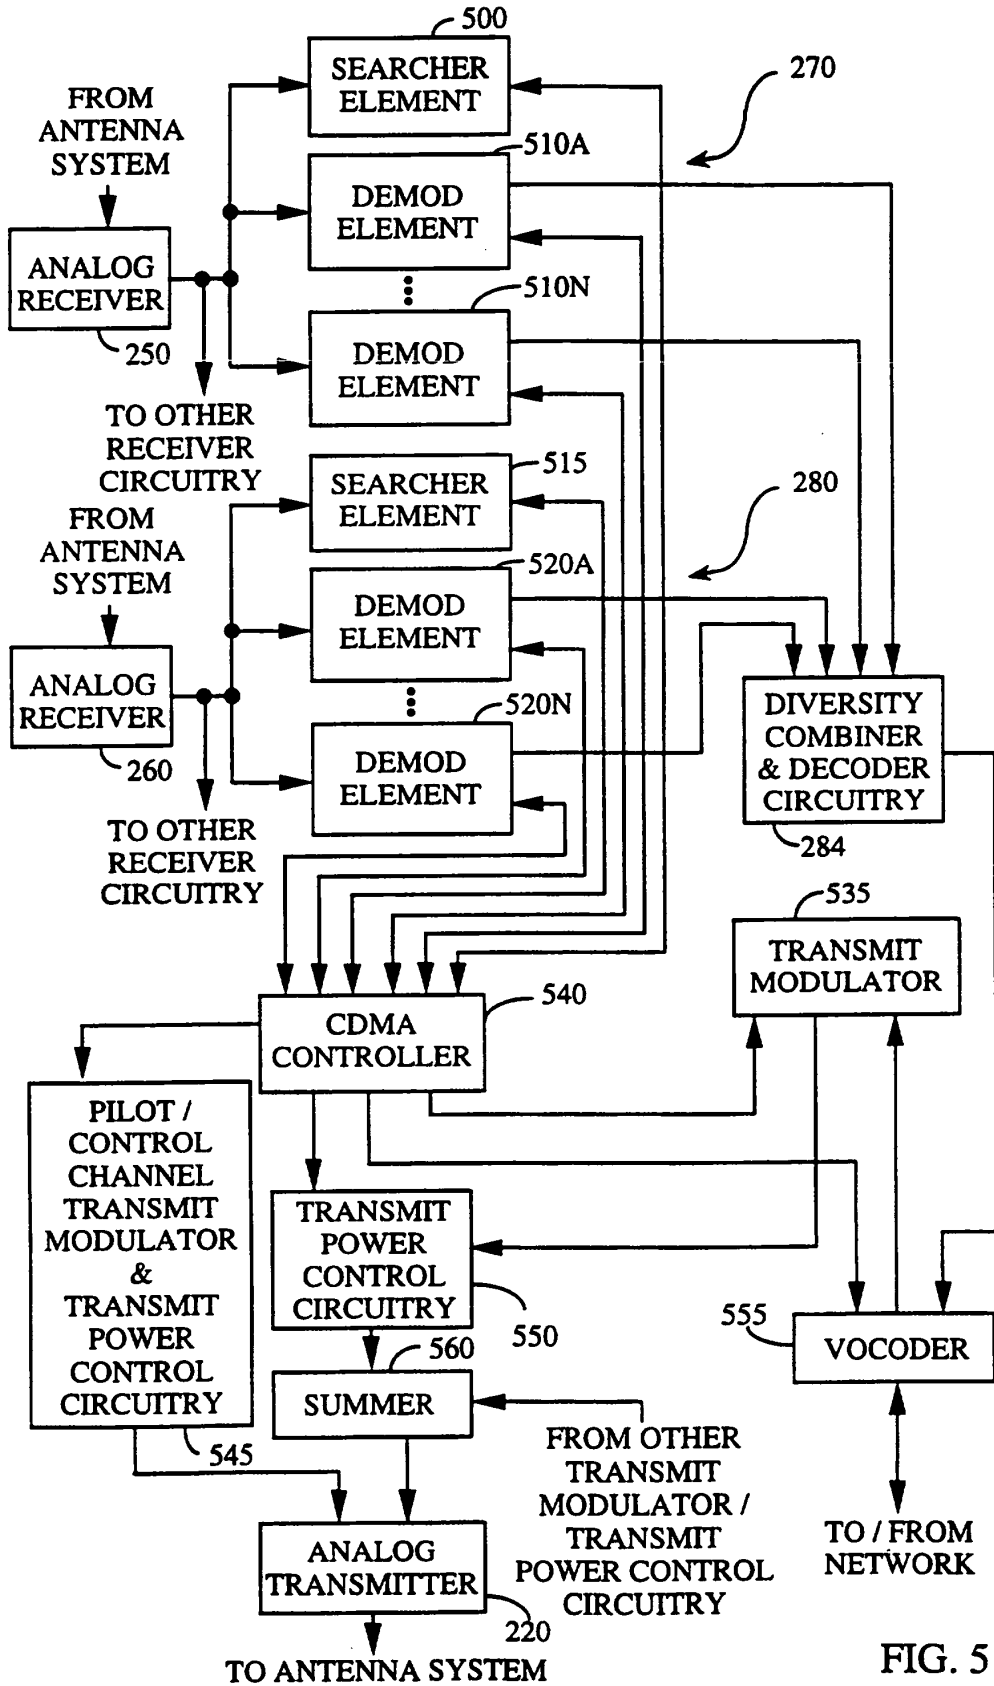 500
SEARCHER
ELEMENT
270
FROM
ANTENNA
SYSTEM
510A
DEMOD
ELEMENT
ANALOG
RECEIVER
250
510N
DEMOD
ELEMENT
TO OTHER
RECEIVER
CIRCUITRY
515
SEARCHER
ELEMENT
280
FROM
ANTENNA
SYSTEM
520A
DEMOD
ELEMENT
ANALOG
RECEIVER
260
520N
DEMOD
ELEMENT
DIVERSITY
COMBINER
& DECODER
CIRCUITRY
284
TO OTHER
RECEIVER
CIRCUITRY
535
TRANSMIT
MODULATOR
540
CDMA
CONTROLLER
PILOT /
CONTROL
CHANNEL
TRANSMIT
MODULATOR
&
TRANSMIT
POWER
CONTROL
CIRCUITRY
545
TRANSMIT
POWER
CONTROL
CIRCUITRY
550
555
VOCODER
560
SUMMER
FROM OTHER
TRANSMIT
MODULATOR /
TRANSMIT
POWER CONTROL
CIRCUITRY
TO / FROM
NETWORK
ANALOG
TRANSMITTER
220
TO ANTENNA SYSTEM
FIG. 5